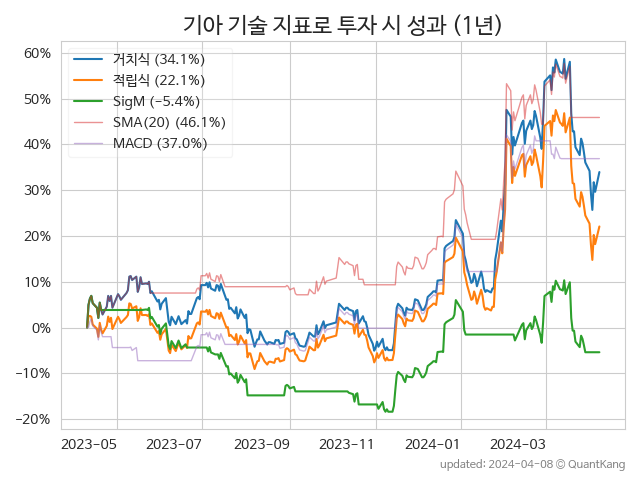 기아 기술 지표로 투자 시 성과 (1년)
60%
50%
40%
30%
20%
10%
0%
−10%
−20%
거치식 (34.1%)
적립식 (22.1%)
SigM (−5.4%)
SMA(20) (46.1%)
MACD (37.0%)
2023-05 2023-07 2023-09 2023-11 2024-01 2024-03
updated: 2024-04-08 © QuantKang